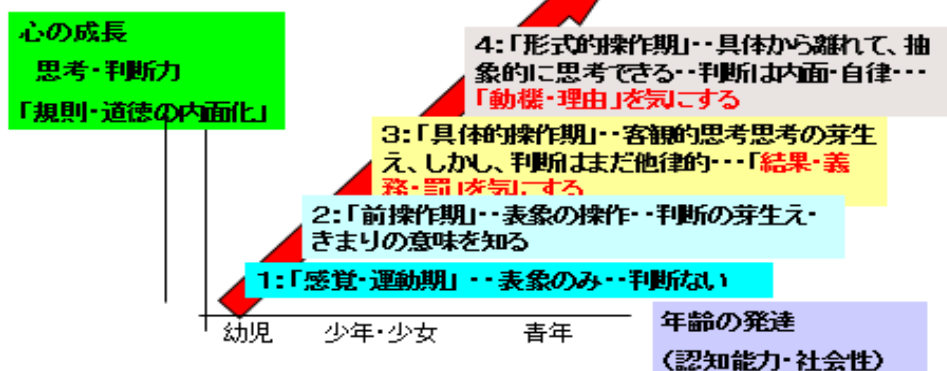 心の成長
思考・判断力
「規則・道徳の内面化」
4:「形式的操作期」‥具体から離れて、抽
象的に思考できる‥判断は内面・自律‥・
「動機・理由」を気にする
3:「具体的操作期」‥客観的思考思考の芽生
え、しかし、判断はまだ他律的‥・「結果・義
務・罰」を気にする
2:「前操作期」‥表象の操作‥判断の芽生え・
きまりの意味を知る
1:「感覚・運動期」‥表象のみ‥判断ない
幼児 少年・少女 青年
年齢の発達
(認知能力・社会性)